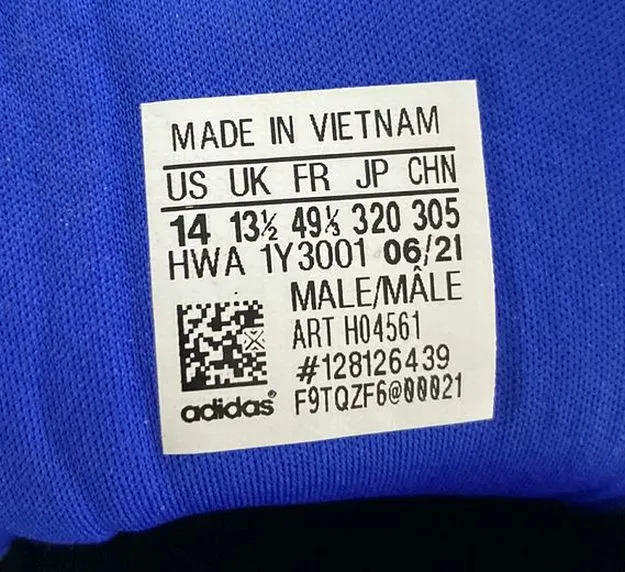 MADE IN VIETNAM
US UK FR JP CHN
14 13½ 49⅓ 320 305
HWA 1Y3001 06/21
MALE/MÂLE
ART H04561
#128126439
adidas® F9TQZF6@00021